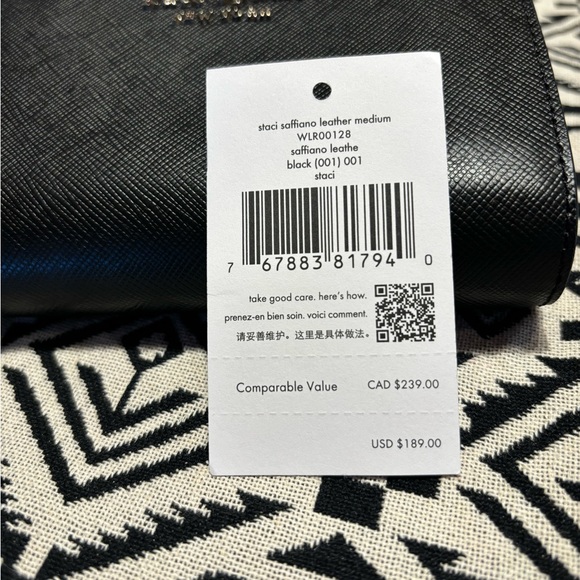 NEW YORK
staci saffiano leather medium
WLR00128
saffiano leathe
black (001) 001
staci
7 67883 81794 0
take good care. here's how.
prenez-en bien soin. voici comment.
请妥善维护。这里是具体做法。
Comparable Value CAD $239.00
USD $189.00